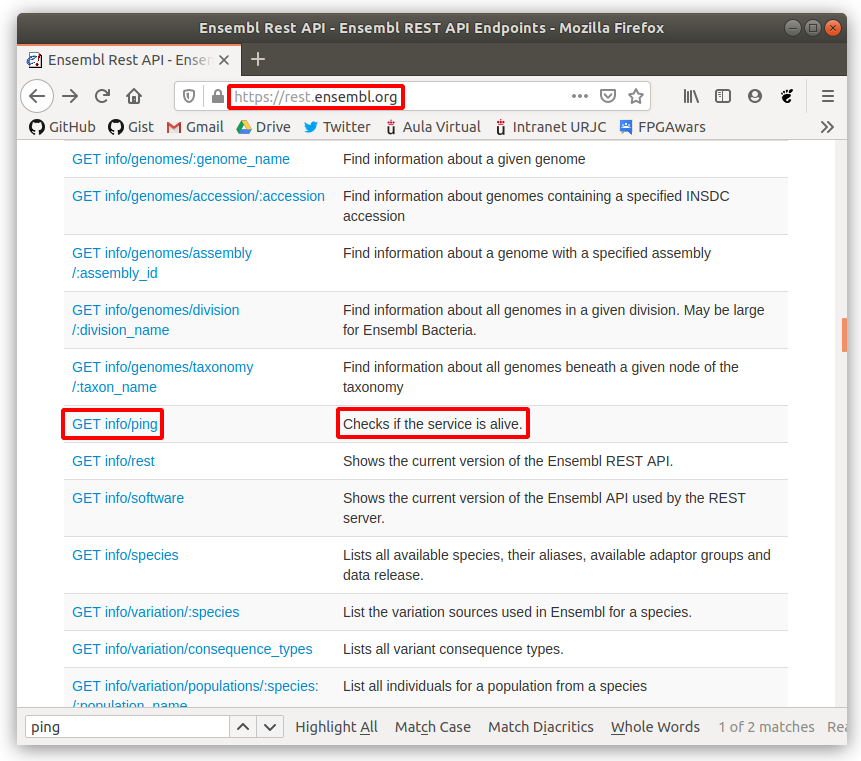 Ensembl Rest API - Ensembl REST API Endpoints - Mozilla Firefox
Ensembl Rest API - Ensem
https://rest.ensembl.org
GitHub Gist Gmail Drive Twitter Aula Virtual Intranet URJC FPGAwars
GET info/genomes/:genome_name Find information about a given genome
GET info/genomes/accession/:accession Find information about genomes containing a specified INSDC
accession
GET info/genomes/assembly Find information about a genome with a specified assembly
/:assembly_id
GET info/genomes/division Find information about all genomes in a given division. May be large
/:division_name for Ensembl Bacteria.
GET info/genomes/taxonomy Find information about all genomes beneath a given node of the
/:taxon_name taxonomy
GET info/ping Checks if the service is alive.
GET info/rest Shows the current version of the Ensembl REST API.
GET info/software Shows the current version of the Ensembl API used by the REST
server.
GET info/species Lists all available species, their aliases, available adaptor groups and
data release.
GET info/variation/:species List the variation sources used in Ensembl for a species.
GET info/variation/consequence_types Lists all variant consequence types.
GET info/variation/populations/:species: List all individuals for a population from a species
/:population_name
ping Highlight All Match Case Match Diacritics Whole Words 1 of 2 matches Rea